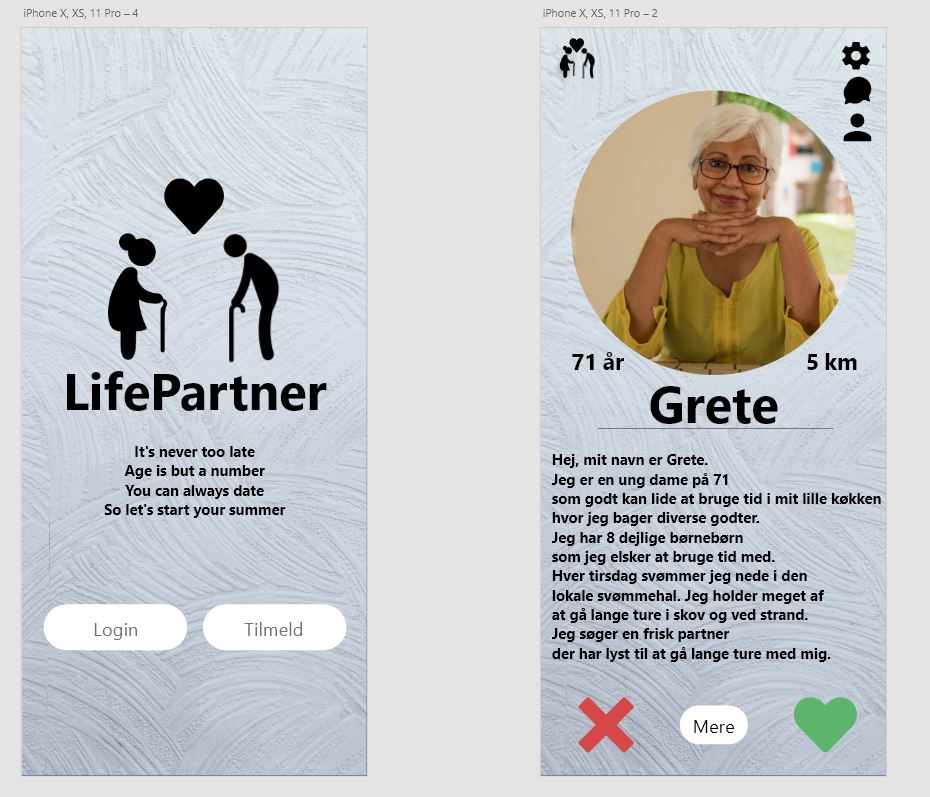 iPhone X, XS, 11 Pro – 4
LifePartner
It's never too late
Age is but a number
You can always date
So let's start your summer
Login
Tilmeld
iPhone X, XS, 11 Pro – 2
71 år
5 km
Grete
Hej, mit navn er Grete.
Jeg er en ung dame på 71
som godt kan lide at bruge tid i mit lille køkken
hvor jeg bager diverse godter.
Jeg har 8 dejlige børnebørn
som jeg elsker at bruge tid med.
Hver tirsdag svømmer jeg nede i den
lokale svømmehal. Jeg holder meget af
at gå lange ture i skov og ved strand.
Jeg søger en frisk partner
der har lyst til at gå lange ture med mig.
Mere